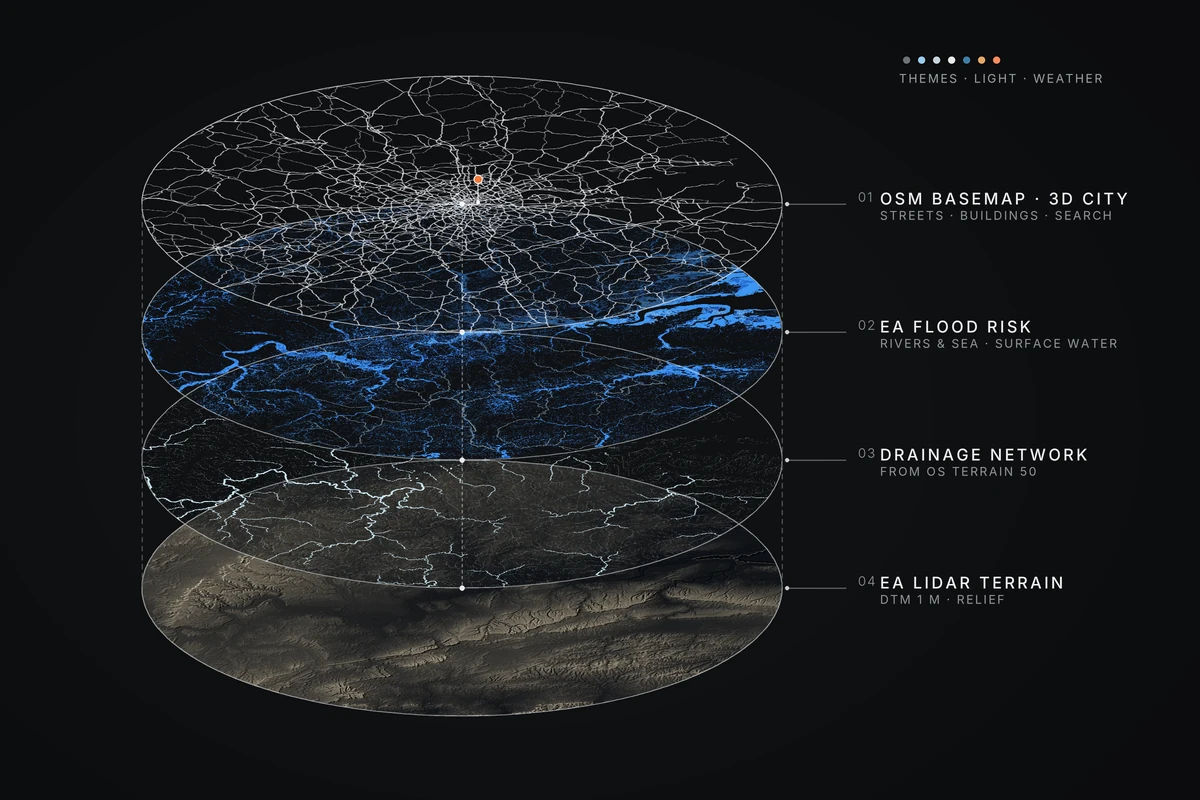 THEMES · LIGHT · WEATHER
01 OSM BASEMAP · 3D CITY
STREETS · BUILDINGS · SEARCH
02 EA FLOOD RISK
RIVERS & SEA · SURFACE WATER
03 DRAINAGE NETWORK
FROM OS TERRAIN 50
04 EA LIDAR TERRAIN
DTM 1 M · RELIEF